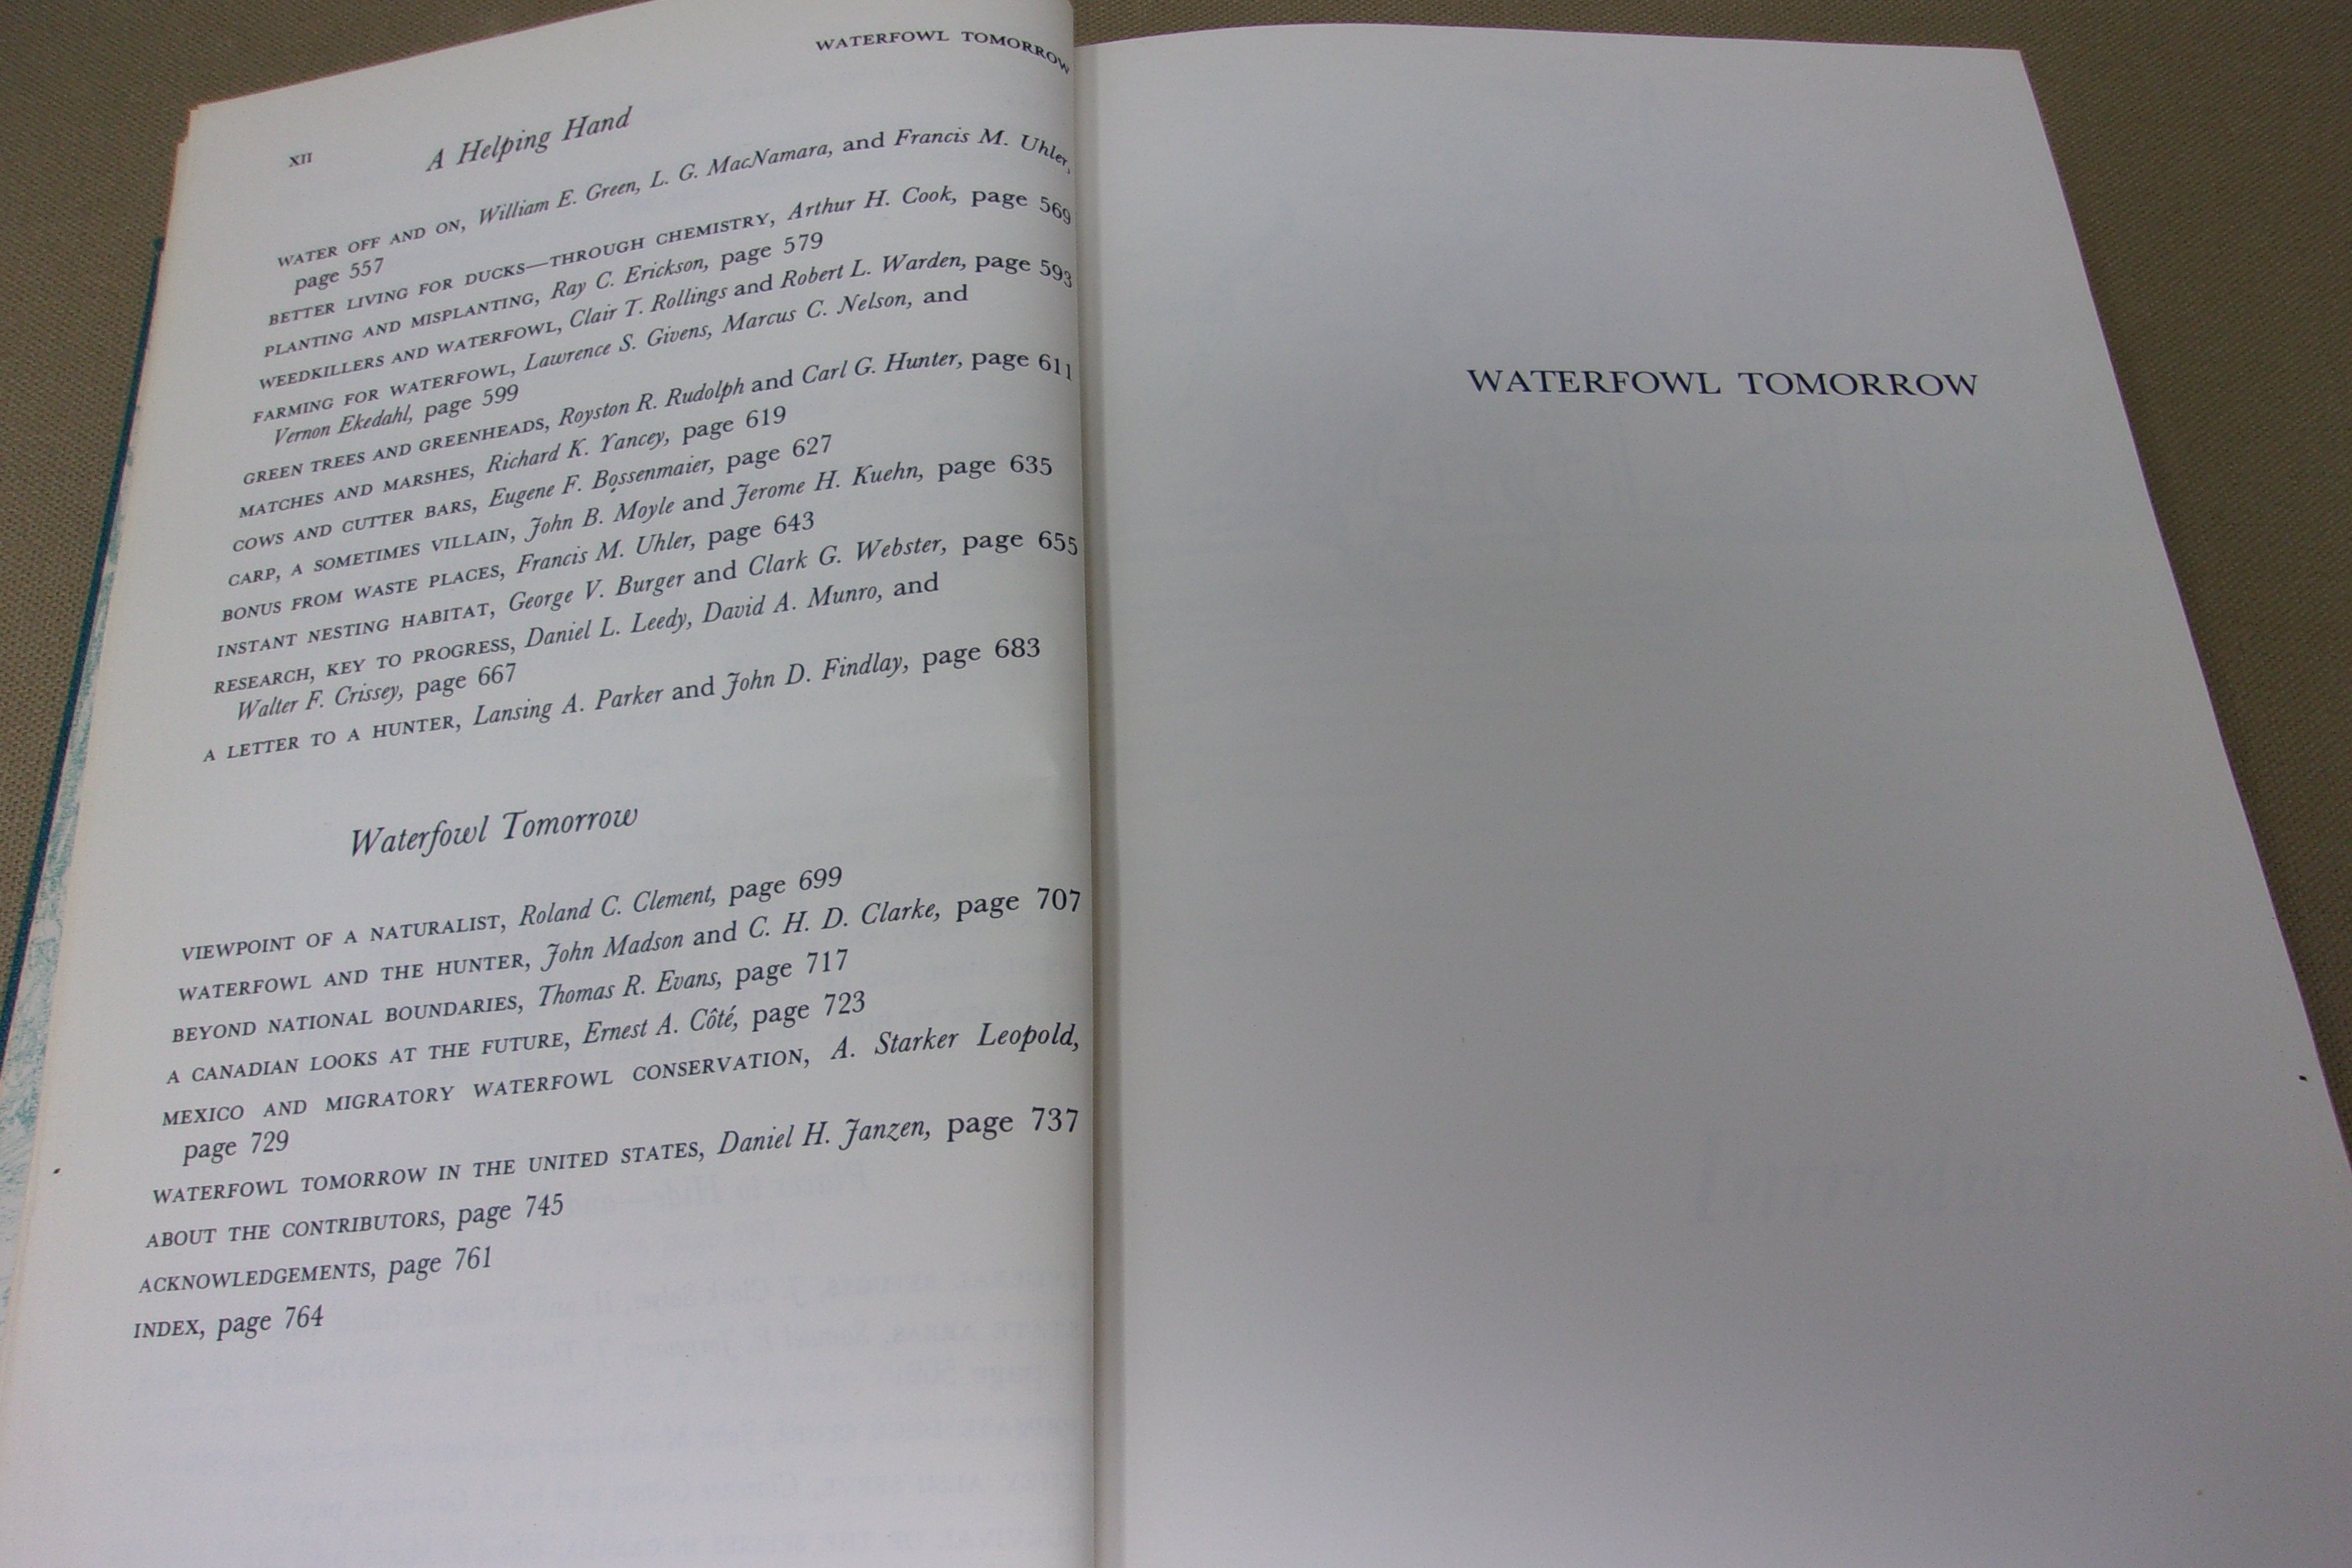 XII
WATERFOWL TOMORROW
A Helping Hand
WATER OFF AND ON, William E. Green, L. G. MacNamara, and Francis M. Uhler,
page 557
BETTER LIVING FOR DUCKS—THROUGH CHEMISTRY, Arthur H. Cook, page 569
PLANTING AND MISPLANTING, Ray C. Erickson, page 579
WEEDKILLERS AND WATERFOWL, Clair T. Rollings and Robert L. Warden, page 593
FARMING FOR WATERFOWL, Lawrence S. Givens, Marcus C. Nelson, and
Vernon Ekedahl, page 599
GREEN TREES AND GREENHEADS, Royston R. Rudolph and Carl G. Hunter, page 611
MATCHES AND MARSHES, Richard K. Yancey, page 619
COWS AND CUTTER BARS, Eugene F. Bossenmaier, page 627
CARP, A SOMETIMES VILLAIN, John B. Moyle and Jerome H. Kuehn, page 635
BONUS FROM WASTE PLACES, Francis M. Uhler, page 643
INSTANT NESTING HABITAT, George V. Burger and Clark G. Webster, page 655
RESEARCH, KEY TO PROGRESS, Daniel L. Leedy, David A. Munro, and
Walter F. Crissey, page 667
A LETTER TO A HUNTER, Lansing A. Parker and John D. Findlay, page 683
Waterfowl Tomorrow
VIEWPOINT OF A NATURALIST, Roland C. Clement, page 699
WATERFOWL AND THE HUNTER, John Madson and C. H. D. Clarke, page 707
BEYOND NATIONAL BOUNDARIES, Thomas R. Evans, page 717
A CANADIAN LOOKS AT THE FUTURE, Ernest A. Côté, page 723
MEXICO AND MIGRATORY WATERFOWL CONSERVATION, A. Starker Leopold,
page 729
WATERFOWL TOMORROW IN THE UNITED STATES, Daniel H. Janzen, page 737
ABOUT THE CONTRIBUTORS, page 745
ACKNOWLEDGEMENTS, page 761
INDEX, page 764
WATERFOWL TOMORROW